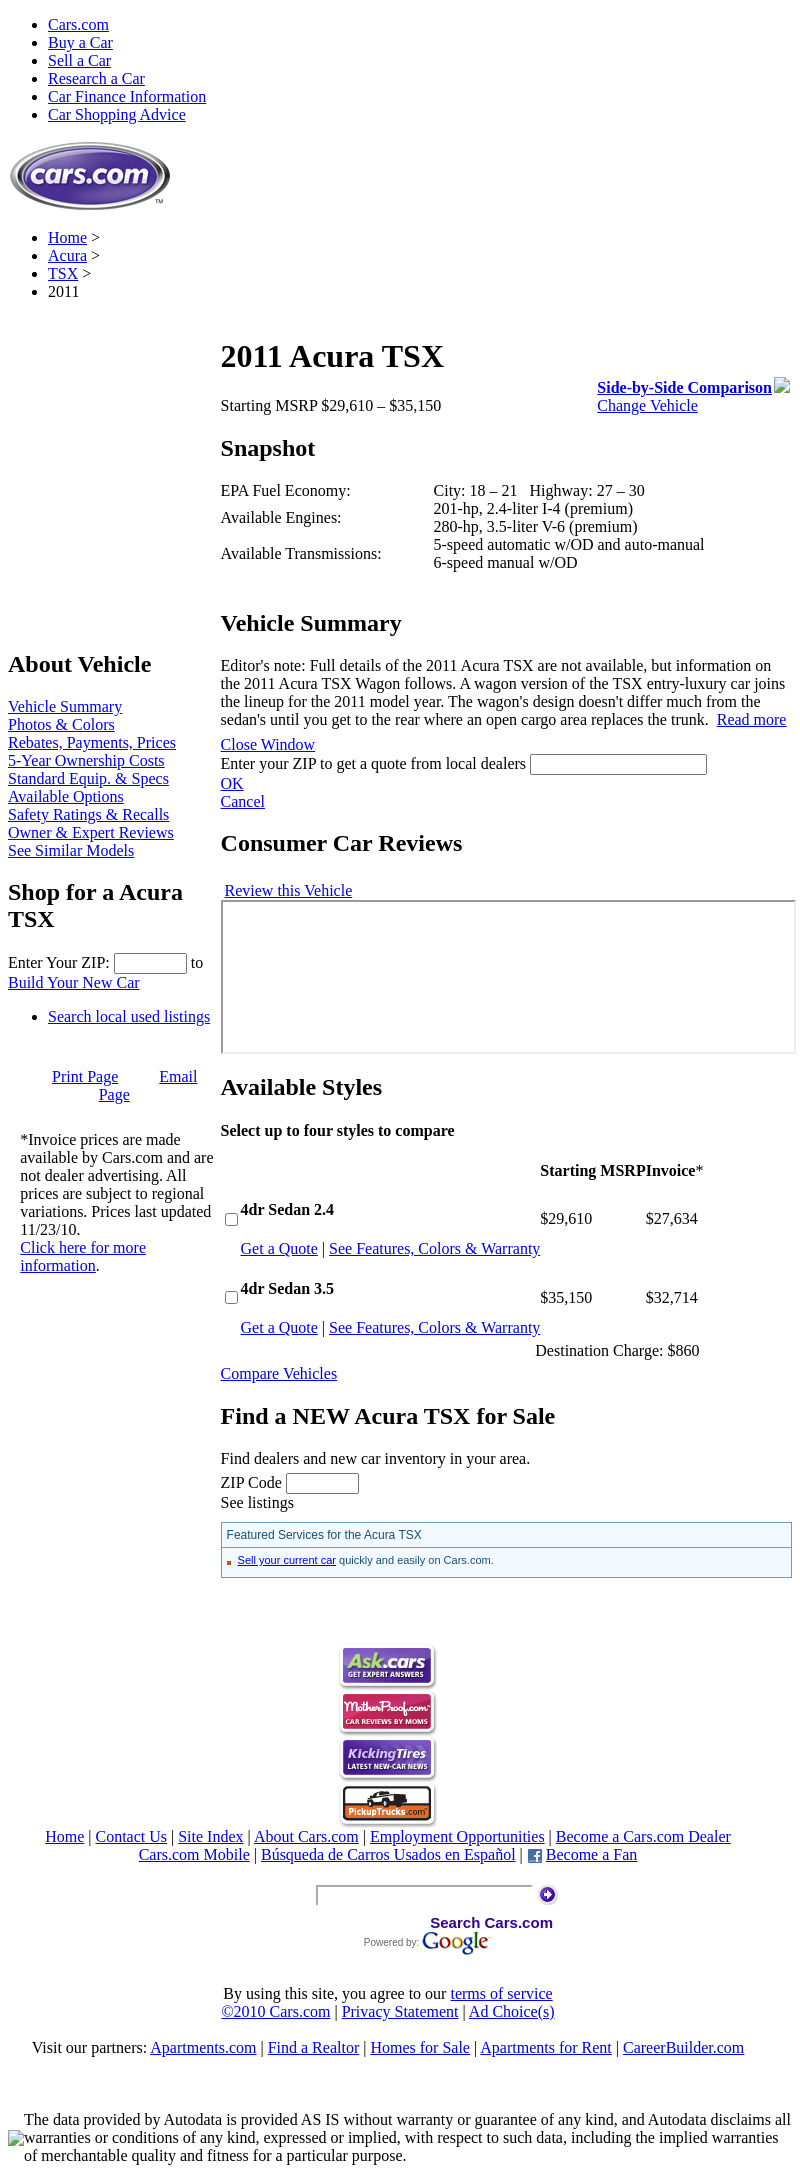 Cars.com
Buy a Car
Sell a Car
Research a Car
Car Finance Information
Car Shopping Advice
cars.com™
Home >
Acura >
TSX >
2011
About Vehicle
Vehicle Summary
Photos & Colors
Rebates, Payments, Prices
5-Year Ownership Costs
Standard Equip. & Specs
Available Options
Safety Ratings & Recalls
Owner & Expert Reviews
See Similar Models
Shop for a Acura
TSX
Enter Your ZIP: to
Build Your New Car
Search local used listings
Print Page Email
Page
*Invoice prices are made
available by Cars.com and are
not dealer advertising. All
prices are subject to regional
variations. Prices last updated
11/23/10.
Click here for more
information.
2011 Acura TSX
Side-by-Side Comparison
Starting MSRP $29,610 – $35,150
Change Vehicle
Snapshot
EPA Fuel Economy: City: 18 – 21 Highway: 27 – 30
Available Engines: 201-hp, 2.4-liter I-4 (premium)
280-hp, 3.5-liter V-6 (premium)
Available Transmissions: 5-speed automatic w/OD and auto-manual
6-speed manual w/OD
Vehicle Summary
Editor's note: Full details of the 2011 Acura TSX are not available, but information on
the 2011 Acura TSX Wagon follows. A wagon version of the TSX entry-luxury car joins
the lineup for the 2011 model year. The wagon's design doesn't differ much from the
sedan's until you get to the rear where an open cargo area replaces the trunk. Read more
Close Window
Enter your ZIP to get a quote from local dealers
OK
Cancel
Consumer Car Reviews
Review this Vehicle
Available Styles
Select up to four styles to compare
Starting MSRP Invoice*
4dr Sedan 2.4 $29,610 $27,634
Get a Quote | See Features, Colors & Warranty
4dr Sedan 3.5 $35,150 $32,714
Get a Quote | See Features, Colors & Warranty
Destination Charge: $860
Compare Vehicles
Find a NEW Acura TSX for Sale
Find dealers and new car inventory in your area.
ZIP Code
See listings
Featured Services for the Acura TSX
Sell your current car quickly and easily on Cars.com.
Ask.cars
GET EXPERT ANSWERS
MotherProof.com
CAR REVIEWS BY MOMS
KickingTires
LATEST NEW-CAR NEWS
PickupTrucks.com
Home | Contact Us | Site Index | About Cars.com | Employment Opportunities | Become a Cars.com Dealer
Cars.com Mobile | Búsqueda de Carros Usados en Español | Become a Fan
Search Cars.com
Powered by: Google
By using this site, you agree to our terms of service
©2010 Cars.com | Privacy Statement | Ad Choice(s)
Visit our partners: Apartments.com | Find a Realtor | Homes for Sale | Apartments for Rent | CareerBuilder.com
The data provided by Autodata is provided AS IS without warranty or guarantee of any kind, and Autodata disclaims all
warranties or conditions of any kind, expressed or implied, with respect to such data, including the implied warranties
of merchantable quality and fitness for a particular purpose.